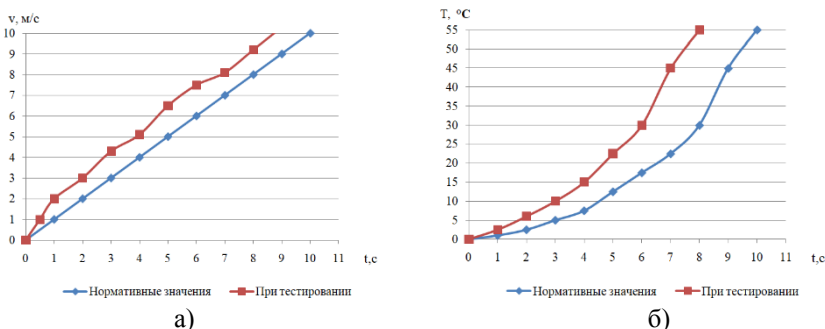 v, м/с
10
9
8
7
6
5
4
3
2
1
0
0 1 2 3 4 5 6 7 8 9 10 11
t,с
Нормативные значения При тестировании
а)
T, °C
55
50
45
40
35
30
25
20
15
10
5
0
0 1 2 3 4 5 6 7 8 9 10 11
t,с
Нормативные значения При тестировании
б)